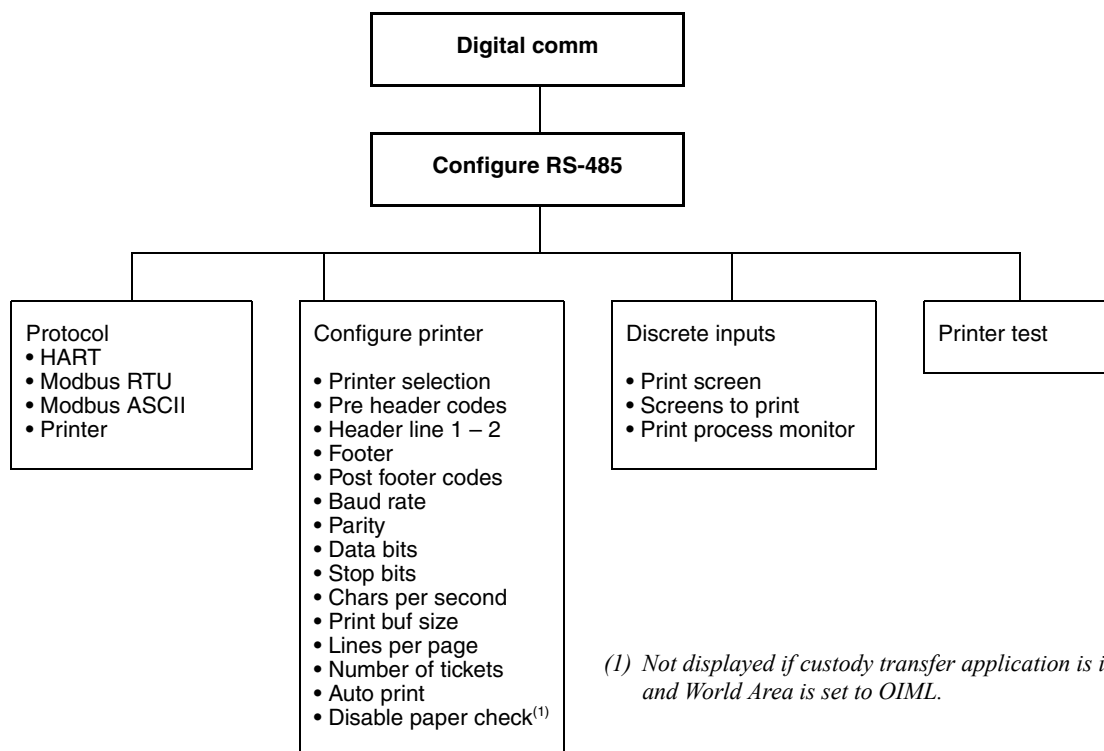 Digital comm
Configure RS-485
Protocol
• HART
• Modbus RTU
• Modbus ASCII
• Printer
Configure printer
• Printer selection
• Pre header codes
• Header line 1 – 2
• Footer
• Post footer codes
• Baud rate
• Parity
• Data bits
• Stop bits
• Chars per second
• Print buf size
• Lines per page
• Number of tickets
• Auto print
• Disable paper check(1)
Discrete inputs
• Print screen
• Screens to print
• Print process monitor
Printer test
(1) Not displayed if custody transfer application is
and World Area is set to OIML.